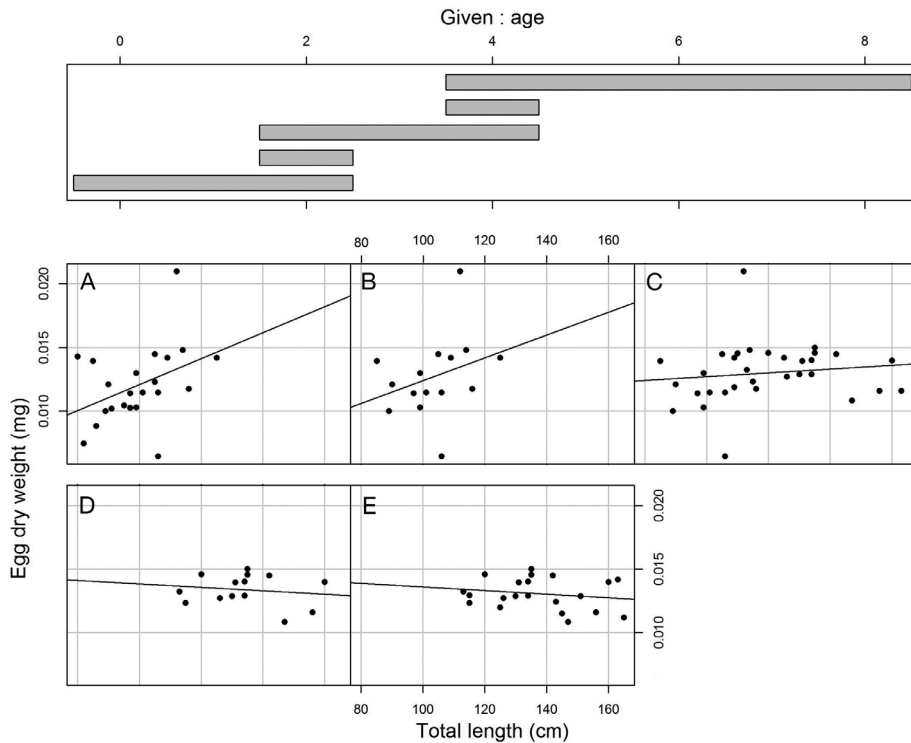 Given : age
0 2 4 6 8
80 100 120 140 160
A B C
0.010 0.015 0.020
Egg dry weight (mg)
D E
0.010 0.015 0.020
80 100 120 140 160
Total length (cm)